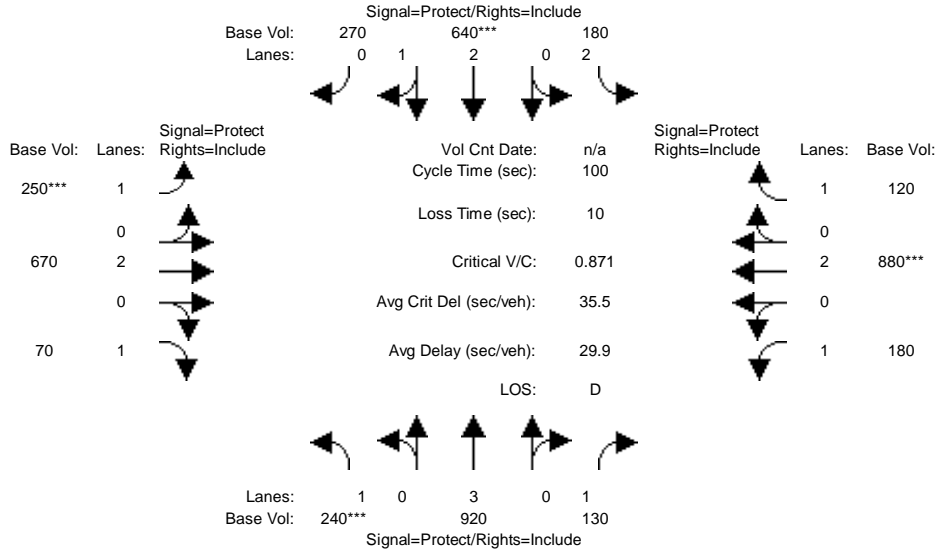 Signal=Protect/Rights=Include
Base Vol: 270 640*** 180
Lanes: 0 1 2 0 2
Signal=Protect Signal=Protect
Base Vol: Lanes: Rights=Include Vol Cnt Date: n/a Rights=Include Lanes: Base Vol:
Cycle Time (sec): 100
250*** 1 1 120
Loss Time (sec): 10
0 0
670 2 Critical V/C: 0.871 2 880***
0 Avg Crit Del (sec/veh): 35.5 0
70 1 Avg Delay (sec/veh): 29.9 1 180
LOS: D
Lanes: 1 0 3 0 1
Base Vol: 240*** 920 130
Signal=Protect/Rights=Include